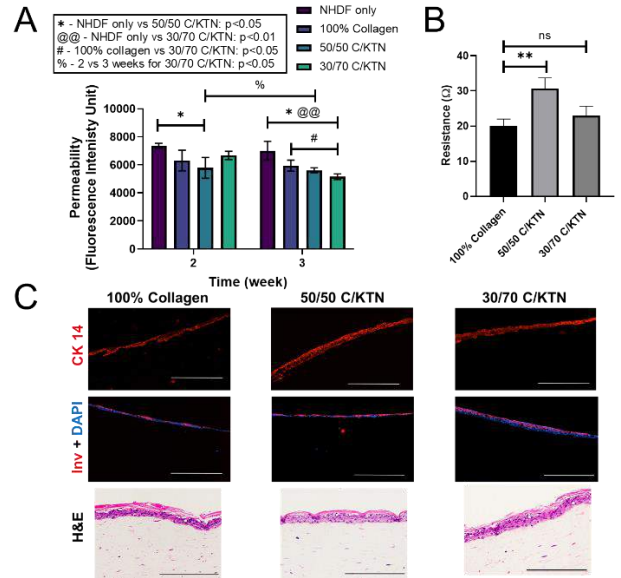 A
* - NHDF only vs 50/50 C/KTN: p<0.05
@@ - NHDF only vs 30/70 C/KTN: p<0.01
# - 100% collagen vs 30/70 C/KTN: p<0.05
% - 2 vs 3 weeks for 30/70 C/KTN: p<0.05
NHDF only
100% Collagen
50/50 C/KTN
30/70 C/KTN
%
*
* @@
#
Permeability
(Fluorescence Intenisty Unit)
10000
8000
6000
4000
2000
0
2
3
Time (week)
B
ns
**
Resistance (Ω)
40
30
20
10
0
100% Collagen
50/50 C/KTN
30/70 C/KTN
C
100% Collagen
50/50 C/KTN
30/70 C/KTN
CK 14
Inv + DAPI
H&E